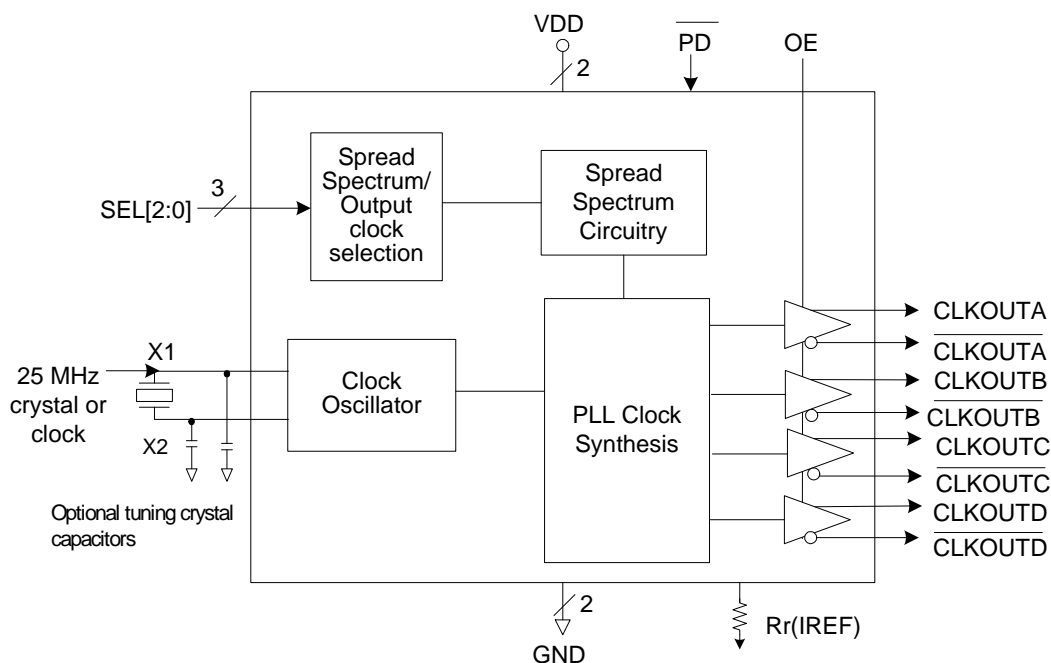 VDD
PD
OE
2
Spread
Spectrum/
Output
clock
selection
Spread
Spectrum
Circuitry
3
SEL[2:0]
CLKOUTA
CLKOUTA
X1
25 MHz
crystal or
clock
X2
Clock
Oscillator
PLL Clock
Synthesis
CLKOUTB
CLKOUTB
CLKOUTC
CLKOUTC
CLKOUTD
CLKOUTD
Optional tuning crystal
capacitors
2
GND
Rr(IREF)